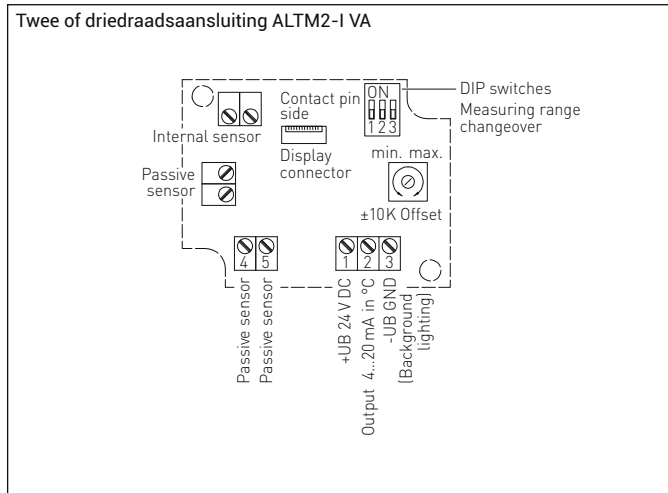 Twee of driedraadsaansluiting ALTM2-I VA
ON
1 2 3
DIP switches
Measuring range
changeover
Contact pin
side
Internal sensor
Display
connector
min. max.
Passive
sensor
±10K Offset
4 5
1 2 3
Passive sensor
Passive sensor
+UB 24 V DC
Output 4...20 mA in °C
-UB GND
(Background
lighting)